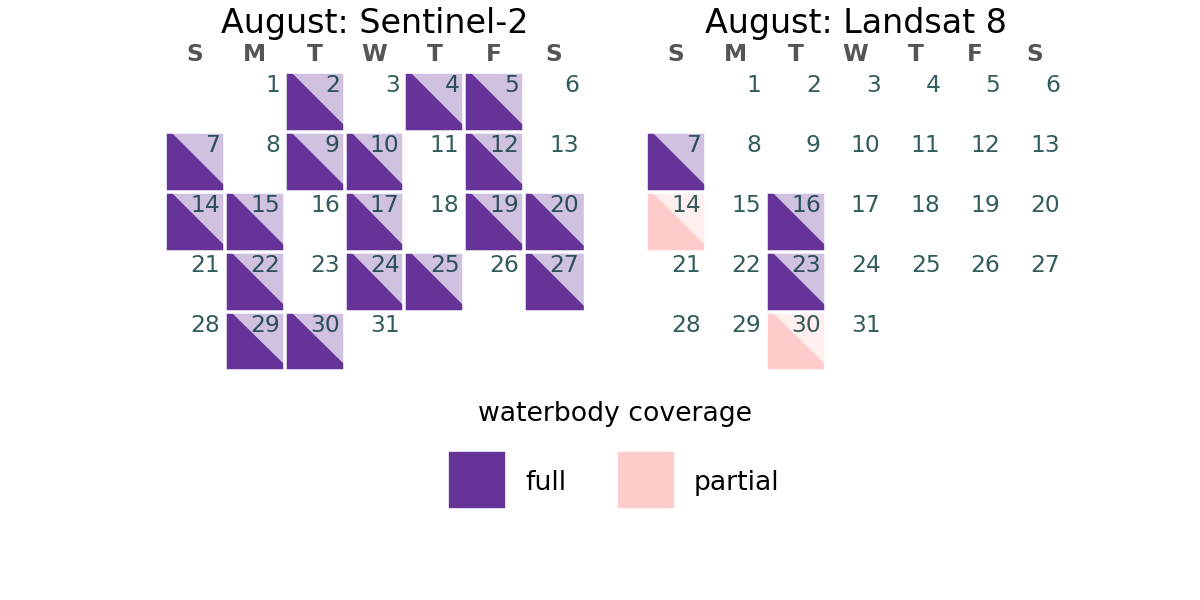 August: Sentinel-2
S M T W T F S
1 2 3 4 5 6
7 8 9 10 11 12 13
14 15 16 17 18 19 20
21 22 23 24 25 26 27
28 29 30 31
August: Landsat 8
S M T W T F S
1 2 3 4 5 6
7 8 9 10 11 12 13
14 15 16 17 18 19 20
21 22 23 24 25 26 27
28 29 30 31
waterbody coverage
full partial